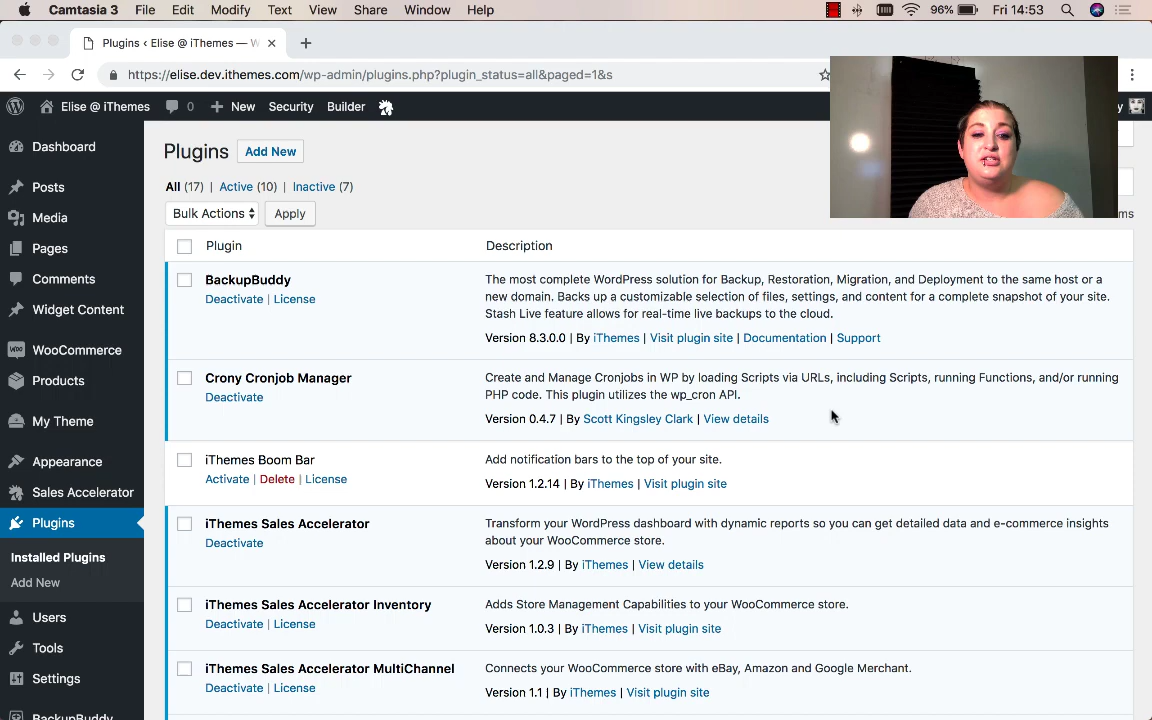 Camtasia 3 File Edit Modify Text View Share Window Help 96% Fri 14:53
Plugins ‹ Elise @ iThemes — W
https://elise.dev.ithemes.com/wp-admin/plugins.php?plugin_status=all&paged=1&s
Elise @ iThemes 0 New Security Builder y
Dashboard
Posts
Media
Pages
Comments
Widget Content
WooCommerce
Products
My Theme
Appearance
Sales Accelerator
Plugins
Installed Plugins
Add New
Users
Tools
Settings
BackupBuddy
Plugins Add New
All (17) | Active (10) | Inactive (7)
Bulk Actions Apply
ms
Plugin Description
BackupBuddy
Deactivate | License
The most complete WordPress solution for Backup, Restoration, Migration, and Deployment to the same host or a
new domain. Backs up a customizable selection of files, settings, and content for a complete snapshot of your site.
Stash Live feature allows for real-time live backups to the cloud.
Version 8.3.0.0 | By iThemes | Visit plugin site | Documentation | Support
Crony Cronjob Manager
Deactivate
Create and Manage Cronjobs in WP by loading Scripts via URLs, including Scripts, running Functions, and/or running
PHP code. This plugin utilizes the wp_cron API.
Version 0.4.7 | By Scott Kingsley Clark | View details
iThemes Boom Bar
Activate | Delete | License
Add notification bars to the top of your site.
Version 1.2.14 | By iThemes | Visit plugin site
iThemes Sales Accelerator
Deactivate
Transform your WordPress dashboard with dynamic reports so you can get detailed data and e-commerce insights
about your WooCommerce store.
Version 1.2.9 | By iThemes | View details
iThemes Sales Accelerator Inventory
Deactivate | License
Adds Store Management Capabilities to your WooCommerce store.
Version 1.0.3 | By iThemes | Visit plugin site
iThemes Sales Accelerator MultiChannel
Deactivate | License
Connects your WooCommerce store with eBay, Amazon and Google Merchant.
Version 1.1 | By iThemes | Visit plugin site